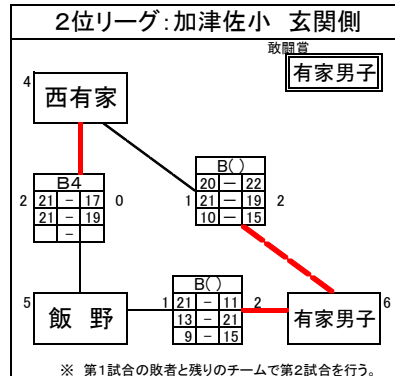 2位リーグ:加津佐小 玄関側
敢闘賞
有家男子
4
西有家
B( )
20 ー 22
1 21 ー 19 2
10 ー 15
B4
2 21 - 17 0
21 - 19
-
5
飯 野
B( )
1 21 - 11 2
13 - 21
9 - 15
6
有家男子
※ 第1試合の敗者と残りのチームで第2試合を行う。